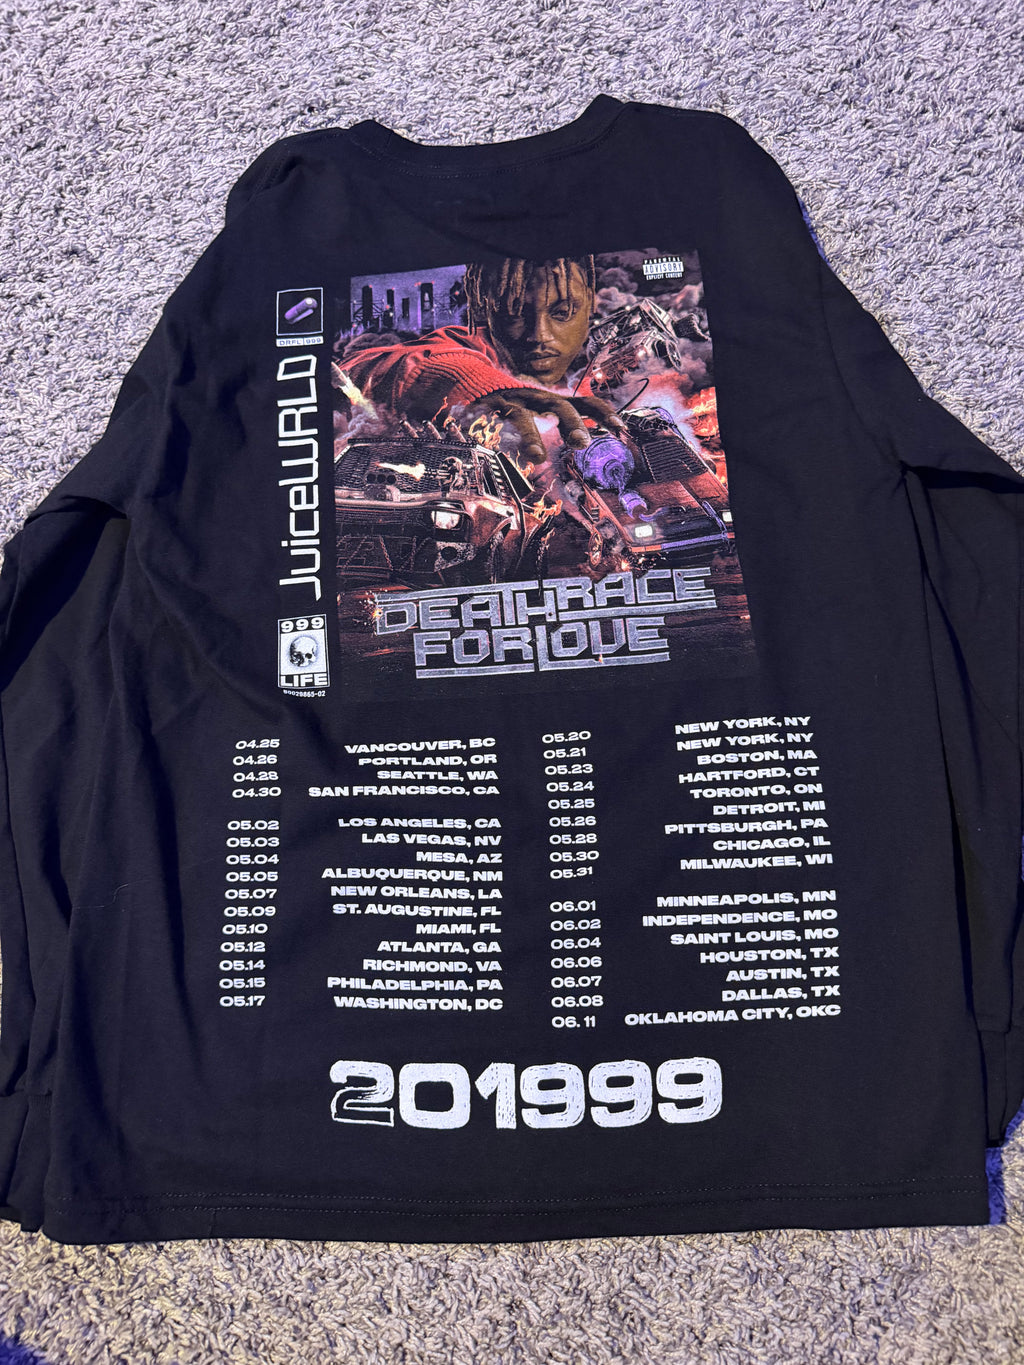 PARENTAL
ADVISORY
EXPLICIT CONTENT
DRFL 999
JuiceWRLD
999
LIFE
DEATHRACE
FORLOVE
04.25 VANCOUVER, BC
04.26 PORTLAND, OR
04.28 SEATTLE, WA
04.30 SAN FRANCISCO, CA
05.02 LOS ANGELES, CA
05.03 LAS VEGAS, NV
05.04 MESA, AZ
05.05 ALBUQUERQUE, NM
05.07 NEW ORLEANS, LA
05.09 ST. AUGUSTINE, FL
05.10 MIAMI, FL
05.12 ATLANTA, GA
05.14 RICHMOND, VA
05.15 PHILADELPHIA, PA
05.17 WASHINGTON, DC
05.20 NEW YORK, NY
05.21 NEW YORK, NY
05.23 BOSTON, MA
05.24 HARTFORD, CT
05.25 TORONTO, ON
05.26 DETROIT, MI
05.28 PITTSBURGH, PA
05.30 CHICAGO, IL
05.31 MILWAUKEE, WI
06.01 MINNEAPOLIS, MN
06.02 INDEPENDENCE, MO
06.04 SAINT LOUIS, MO
06.06 HOUSTON, TX
06.07 AUSTIN, TX
06.08 DALLAS, TX
06.11 OKLAHOMA CITY, OKC
201999